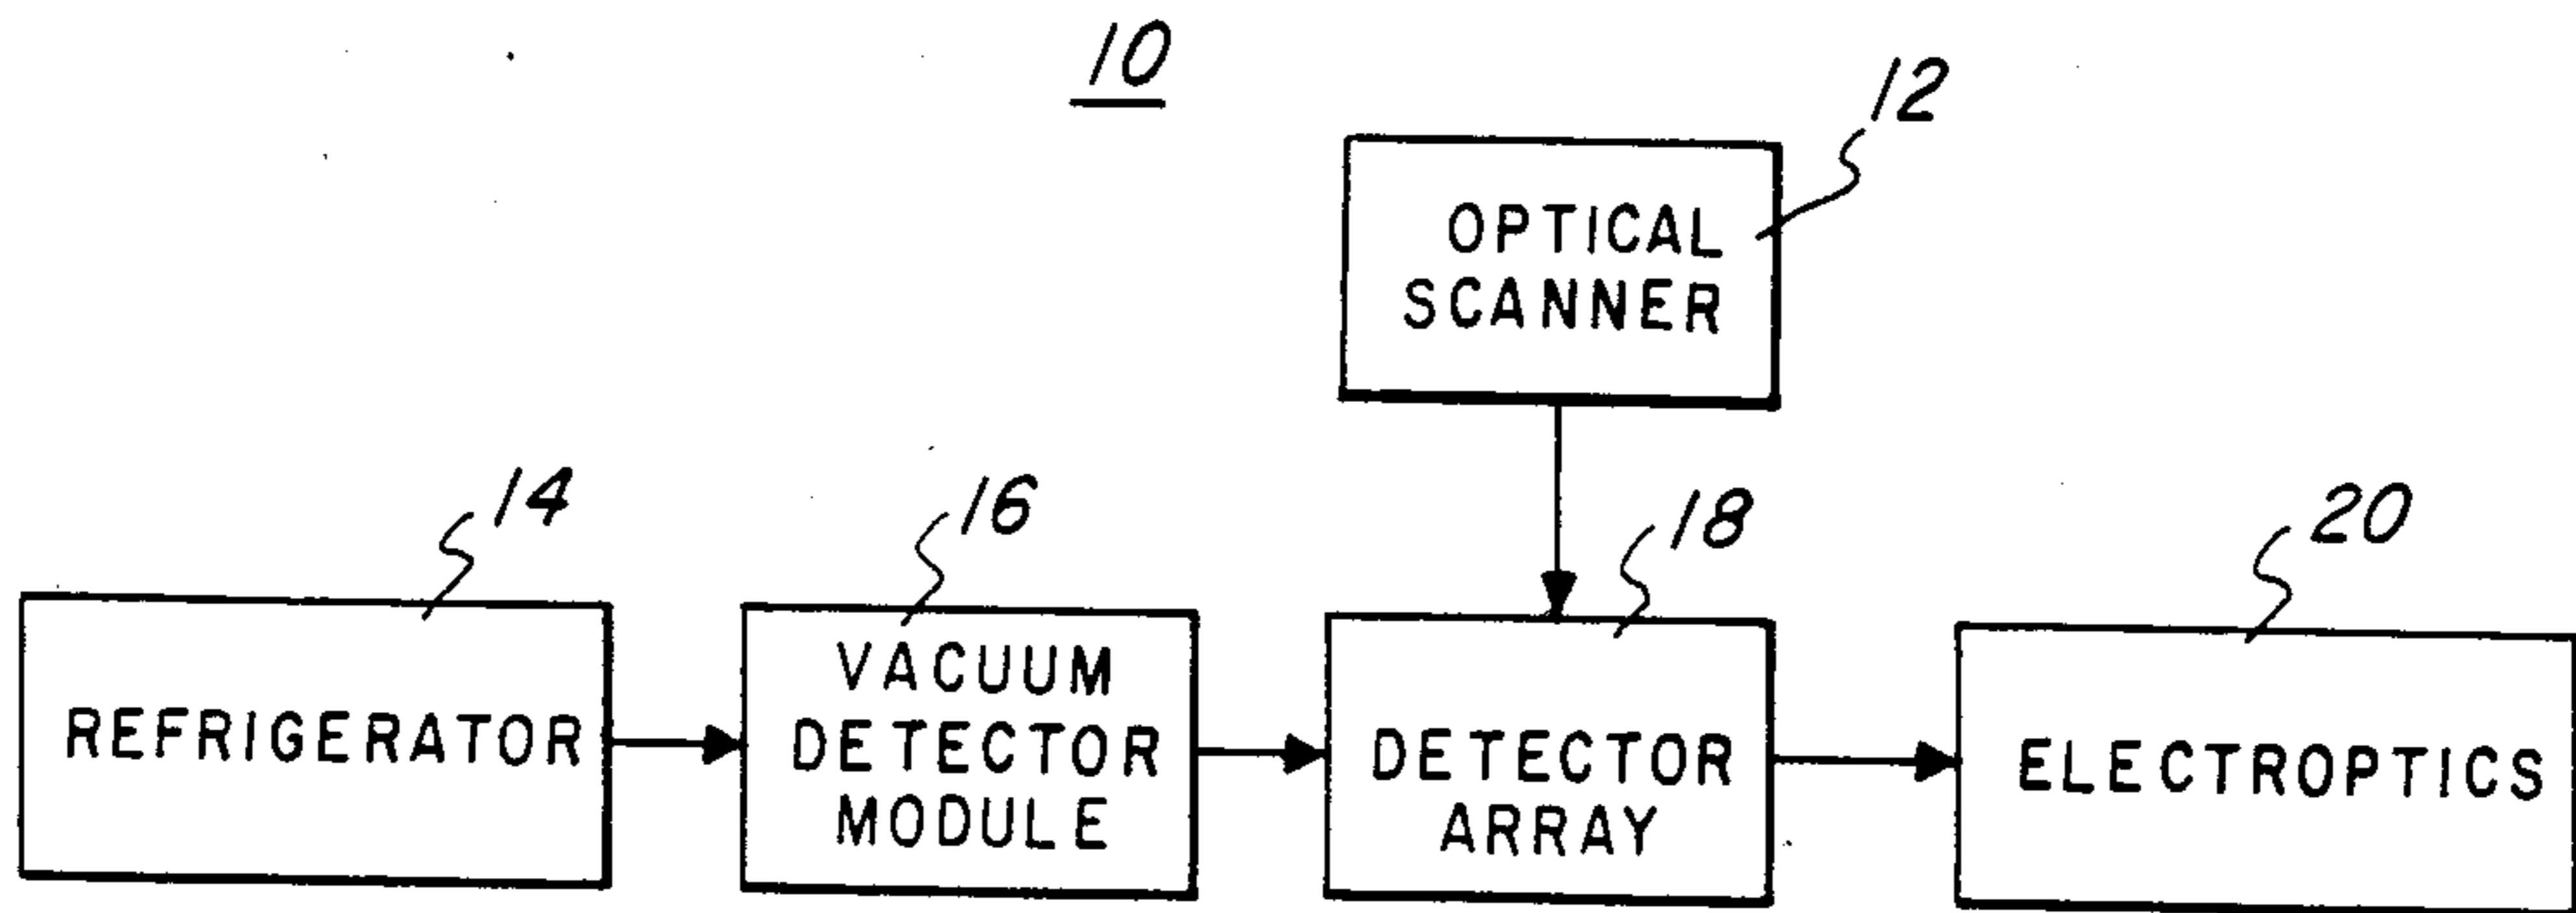 10
12
OPTICAL
SCANNER
14
16
18
20
REFRIGERATOR
VACUUM
DETECTOR
MODULE
DETECTOR
ARRAY
ELECTROPTICS